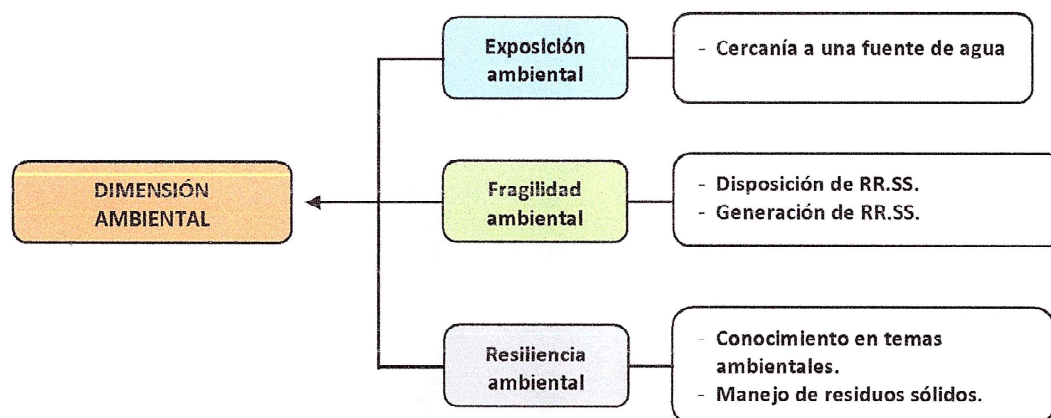 Exposición
ambiental
- Cercanía a una fuente de agua
DIMENSIÓN
AMBIENTAL
Fragilidad
ambiental
- Disposición de RR.SS.
- Generación de RR.SS.
Resiliencia
ambiental
- Conocimiento en temas
ambientales.
- Manejo de residuos sólidos.